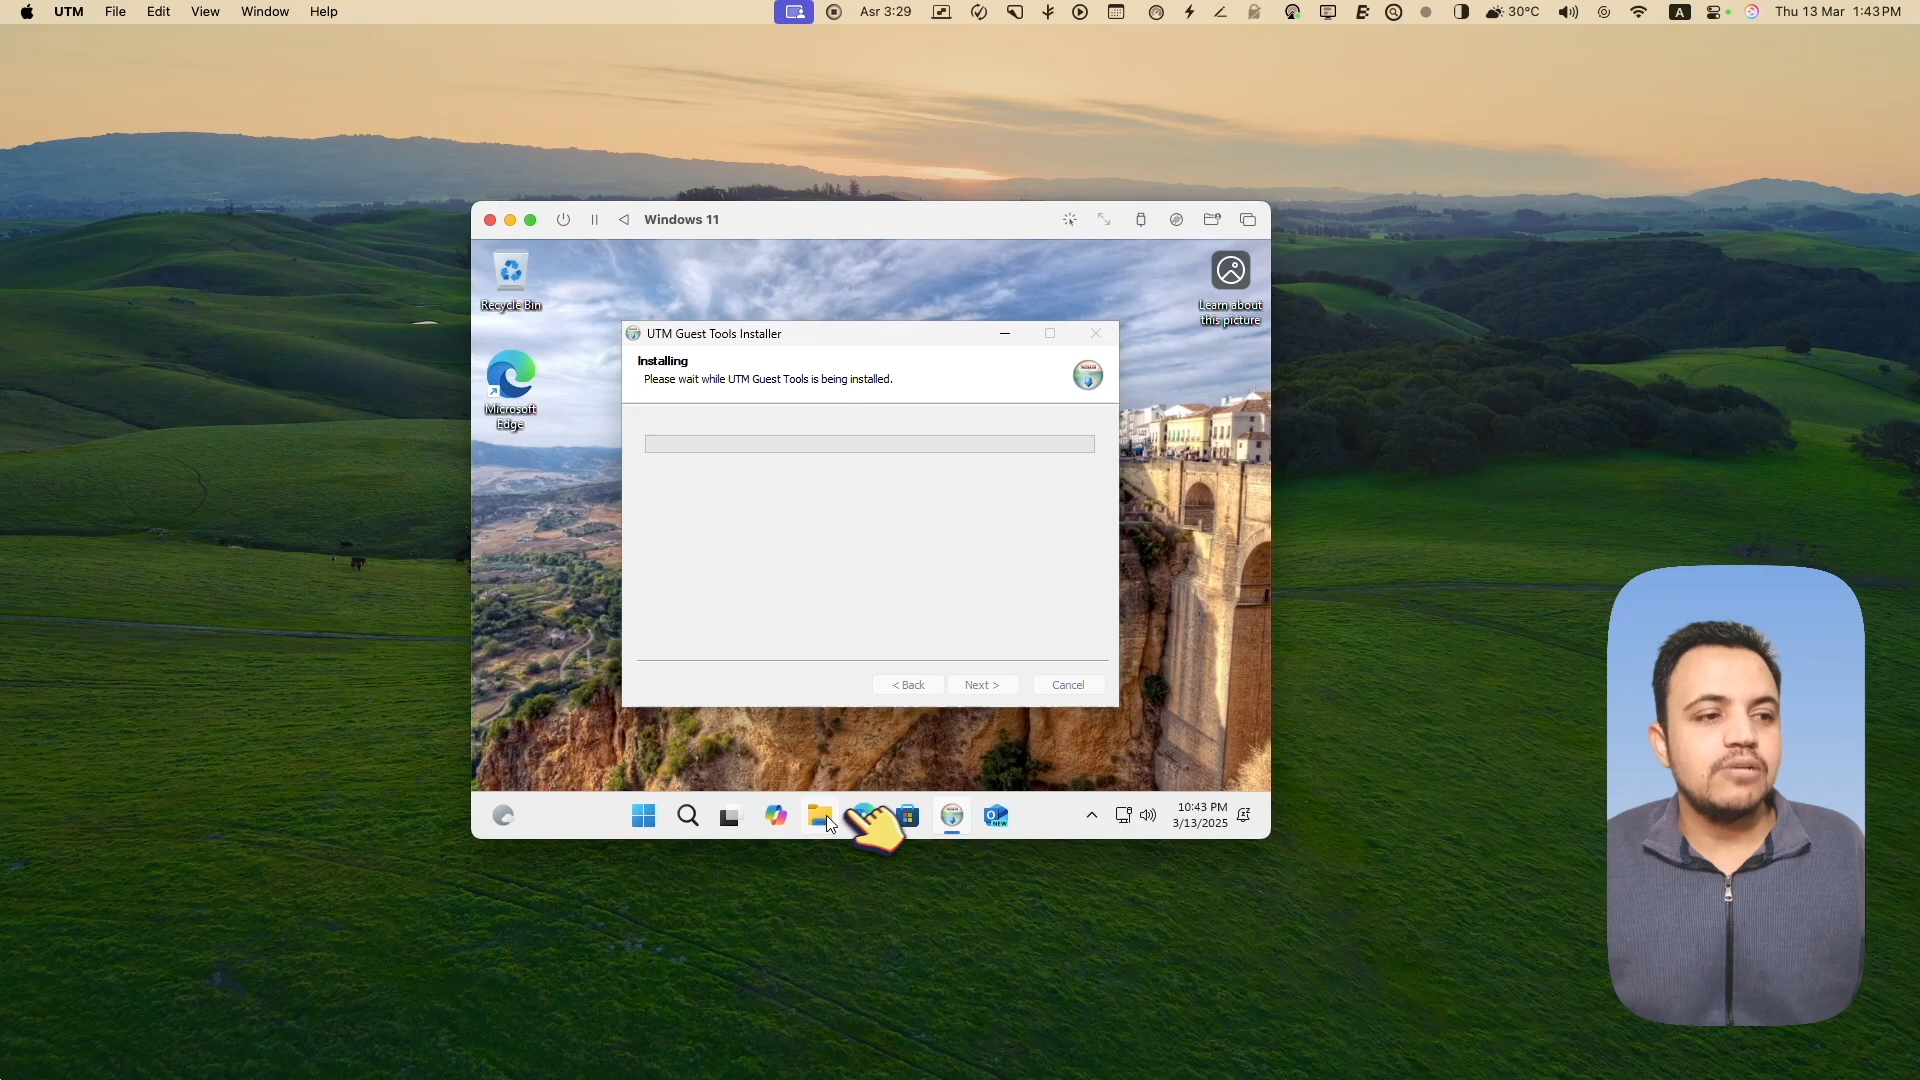 UTM File Edit View Window Help
Asr 3:29
A
30°C
Thu 13 Mar 1:43 PM
Windows 11
Recycle Bin
Learn about
this picture
Microsoft
Edge
UTM Guest Tools Installer
Installing
Please wait while UTM Guest Tools is being installed.
< Back
Next >
Cancel
NEW
10:43 PM
3/13/2025